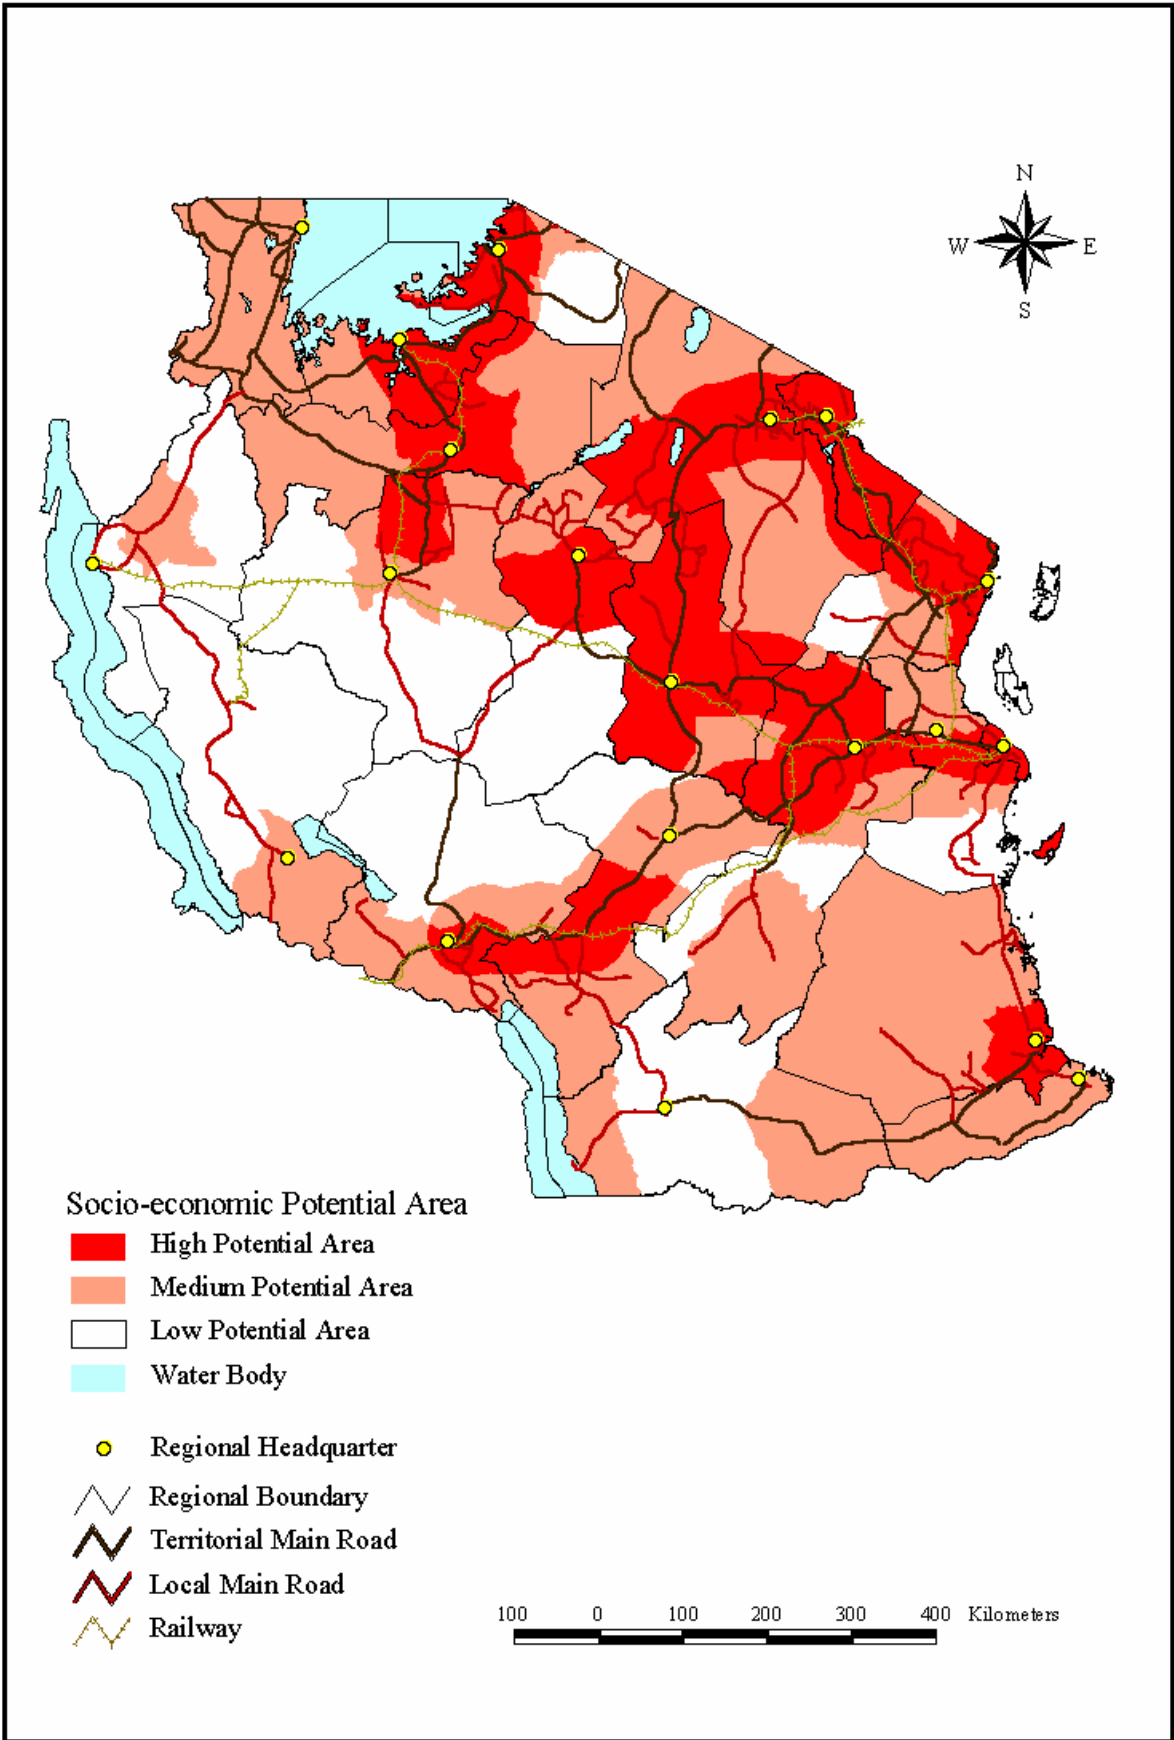 N
W E
S
Socio-economic Potential Area
High Potential Area
Medium Potential Area
Low Potential Area
Water Body
Regional Headquarter
Regional Boundary
Territorial Main Road
Local Main Road
Railway
100 0 100 200 300 400 Kilometers